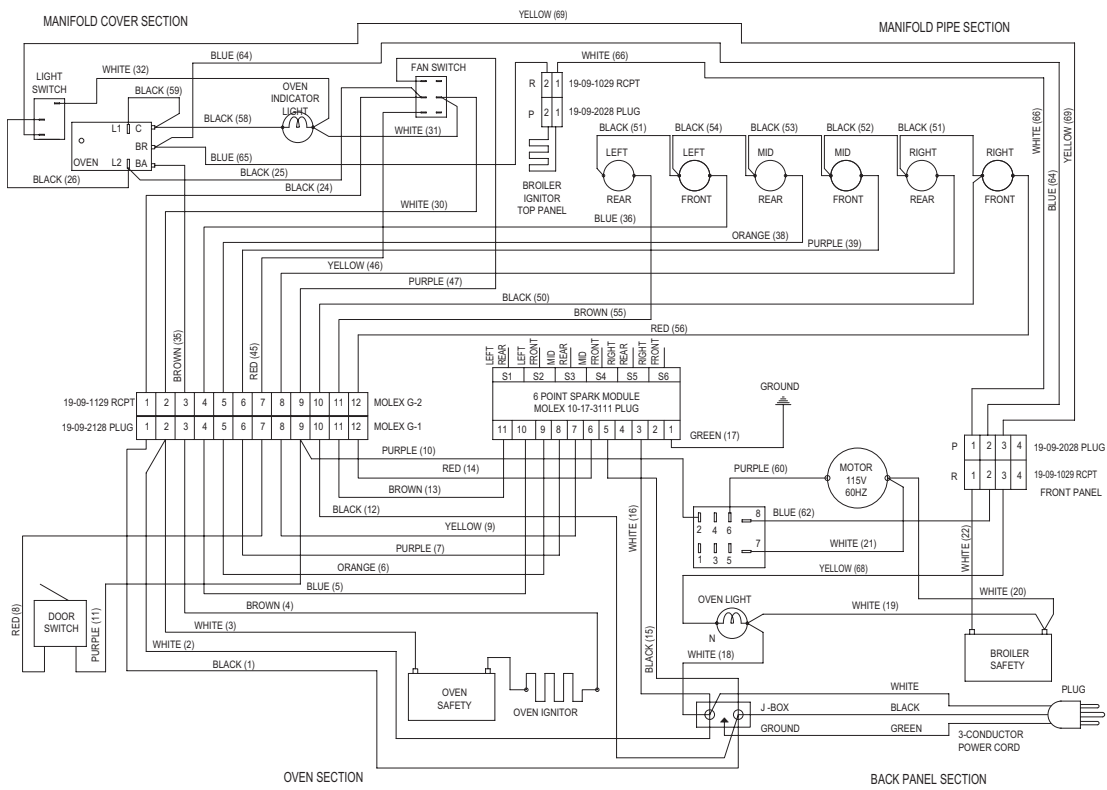 YELLOW (69)
MANIFOLD COVER SECTION
MANIFOLD PIPE SECTION
BLUE (64)
WHITE (66)
LIGHT
SWITCH
WHITE (32)
FAN SWITCH
OVEN
INDICATOR
LIGHT
BLACK (59)
R 2 1 19-09-1029 RCPT
P 2 1 19-09-2028 PLUG
BLACK (58)
WHITE (31)
L1 C
BR
OVEN L2 BA
BLUE (65)
BLACK (25)
BLACK (26)
BLACK (24)
WHITE (30)
BROILER
IGNITOR
TOP PANEL
BLACK (51) BLACK (54) BLACK (53) BLACK (52) BLACK (51)
LEFT LEFT MID MID RIGHT RIGHT
REAR FRONT REAR FRONT REAR FRONT
WHITE (66)
YELLOW (69)
BLUE (64)
BLUE (36)
ORANGE (38)
PURPLE (39)
YELLOW (46)
PURPLE (47)
BLACK (50)
BROWN (55)
RED (56)
BROWN (35)
RED (45)
LEFT REAR
LEFT FRONT
MID REAR
MID FRONT
RIGHT REAR
RIGHT FRONT
S1 S2 S3 S4 S5 S6
6 POINT SPARK MODULE
MOLEX 10-17-3111 PLUG
11 10 9 8 7 6 5 4 3 2 1
GROUND
GREEN (17)
19-09-1129 RCPT 1 2 3 4 5 6 7 8 9 10 11 12 MOLEX G-2
19-09-2128 PLUG 1 2 3 4 5 6 7 8 9 10 11 12 MOLEX G-1
PURPLE (10)
RED (14)
BROWN (13)
BLACK (12)
YELLOW (9)
PURPLE (7)
ORANGE (6)
BLUE (5)
BROWN (4)
WHITE (3)
WHITE (2)
BLACK (1)
WHITE (16)
BLACK (15)
PURPLE (60)
MOTOR
115V
60HZ
P 1 2 3 4 19-09-2028 PLUG
R 1 2 3 4 19-09-1029 RCPT
FRONT PANEL
2 4 6 8
1 3 5 7
BLUE (62)
WHITE (21)
WHITE (22)
YELLOW (68)
WHITE (20)
OVEN LIGHT
N
WHITE (19)
WHITE (18)
BROILER
SAFETY
RED (8)
DOOR
SWITCH
PURPLE (11)
OVEN
SAFETY
OVEN IGNITOR
WHITE
PLUG
J -BOX
BLACK
GROUND
GREEN
3-CONDUCTOR
POWER CORD
OVEN SECTION
BACK PANEL SECTION